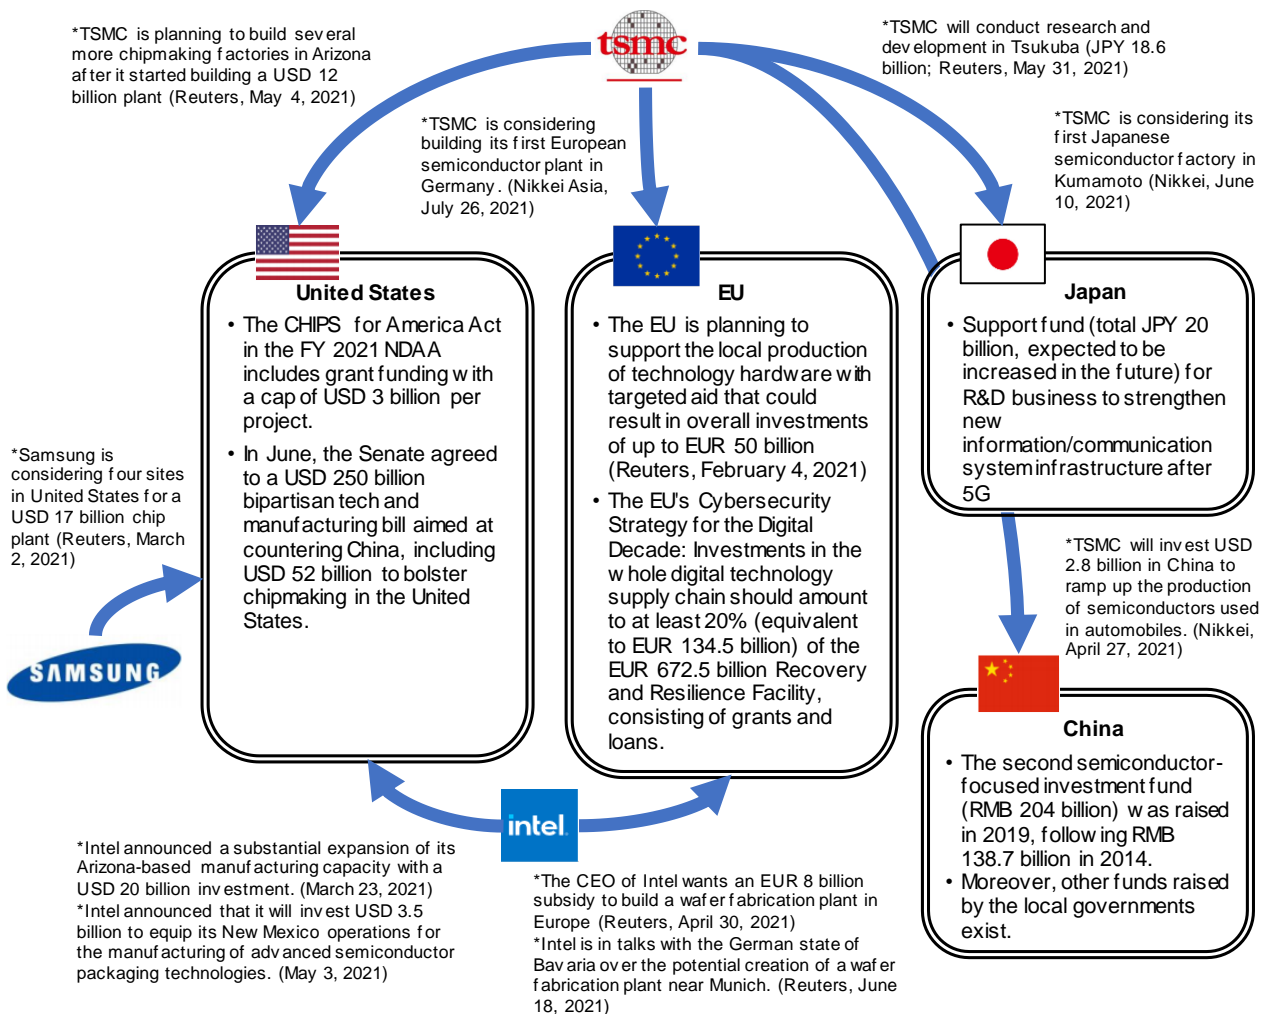 *TSMC is planning to build several
more chipmaking factories in Arizona
after it started building a USD 12
billion plant (Reuters, May 4, 2021)
tsmc
*TSMC will conduct research and
development in Tsukuba (JPY 18.6
billion; Reuters, May 31, 2021)
*TSMC is considering
building its first European
semiconductor plant in
Germany. (Nikkei Asia,
July 26, 2021)
*TSMC is considering its
first Japanese
semiconductor factory in
Kumamoto (Nikkei, June
10, 2021)
United States
• The CHIPS for America Act
in the FY 2021 NDAA
includes grant funding with
a cap of USD 3 billion per
project.
• In June, the Senate agreed
to a USD 250 billion
bipartisan tech and
manufacturing bill aimed at
countering China, including
USD 52 billion to bolster
chipmaking in the United
States.
EU
• The EU is planning to
support the local production
of technology hardware with
targeted aid that could
result in overall investments
of up to EUR 50 billion
(Reuters, February 4, 2021)
• The EU's Cybersecurity
Strategy for the Digital
Decade: Investments in the
whole digital technology
supply chain should amount
to at least 20% (equivalent
to EUR 134.5 billion) of the
EUR 672.5 billion Recovery
and Resilience Facility,
consisting of grants and
loans.
Japan
• Support fund (total JPY 20
billion, expected to be
increased in the future) for
R&D business to strengthen
new
information/communication
system infrastructure after
5G
*Samsung is
considering four sites
in United States for a
USD 17 billion chip
plant (Reuters, March
2, 2021)
SAMSUNG
*TSMC will invest USD
2.8 billion in China to
ramp up the production
of semiconductors used
in automobiles. (Nikkei,
April 27, 2021)
China
• The second semiconductor-
focused investment fund
(RMB 204 billion) was raised
in 2019, following RMB
138.7 billion in 2014.
• Moreover, other funds raised
by the local governments
exist.
intel.
*Intel announced a substantial expansion of its
Arizona-based manufacturing capacity with a
USD 20 billion investment. (March 23, 2021)
*Intel announced that it will invest USD 3.5
billion to equip its New Mexico operations for
the manufacturing of advanced semiconductor
packaging technologies. (May 3, 2021)
*The CEO of Intel wants an EUR 8 billion
subsidy to build a wafer fabrication plant in
Europe (Reuters, April 30, 2021)
*Intel is in talks with the German state of
Bavaria over the potential creation of a wafer
fabrication plant near Munich. (Reuters, June
18, 2021)